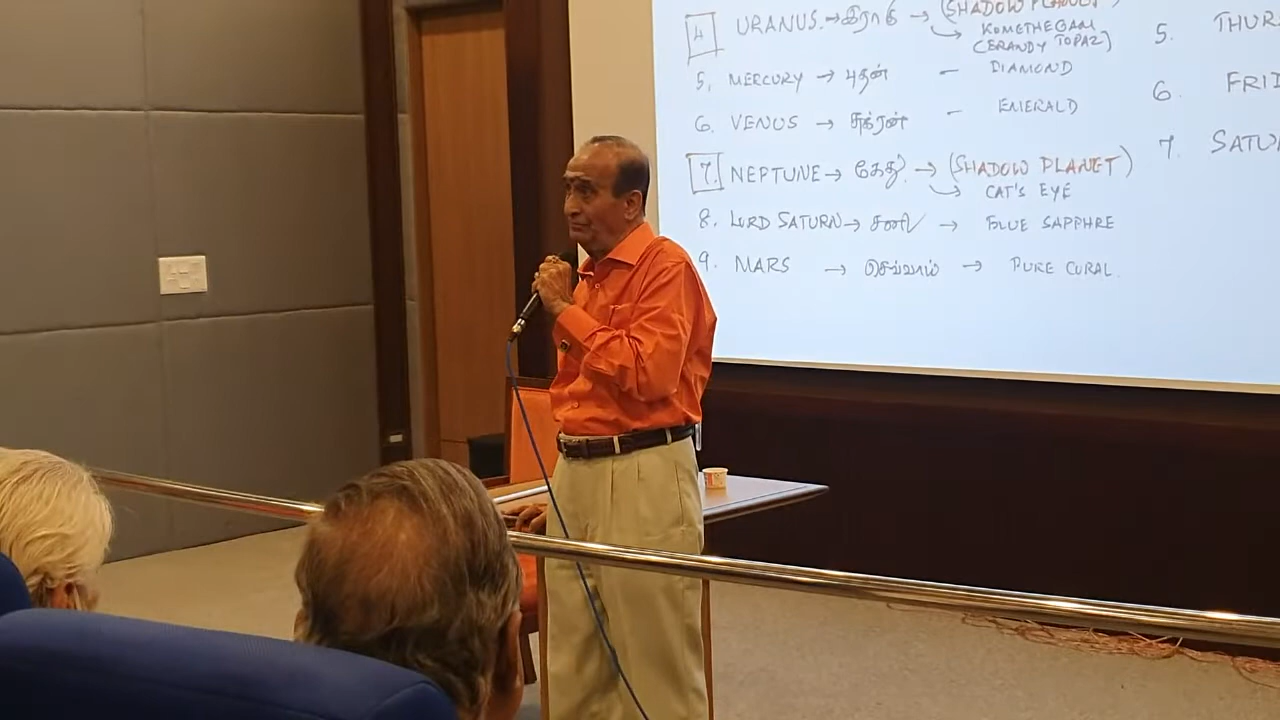 4 URANUS → இராகு → (SHADOW PLANET)
→ KOMETHEGAM
(ERANDY TOPAZ)
5, MERCURY → புதன் - DIAMOND
6. VENUS → சுக்ரன் - EMERALD
7. NEPTUNE → கேது → (SHADOW PLANET)
→ CAT'S EYE
8. LORD SATURN → சனி → BLUE SAPPHRE
9. MARS → செவ்வாய் → PURE CORAL.
5. THUR
6. FRI
7. SATU